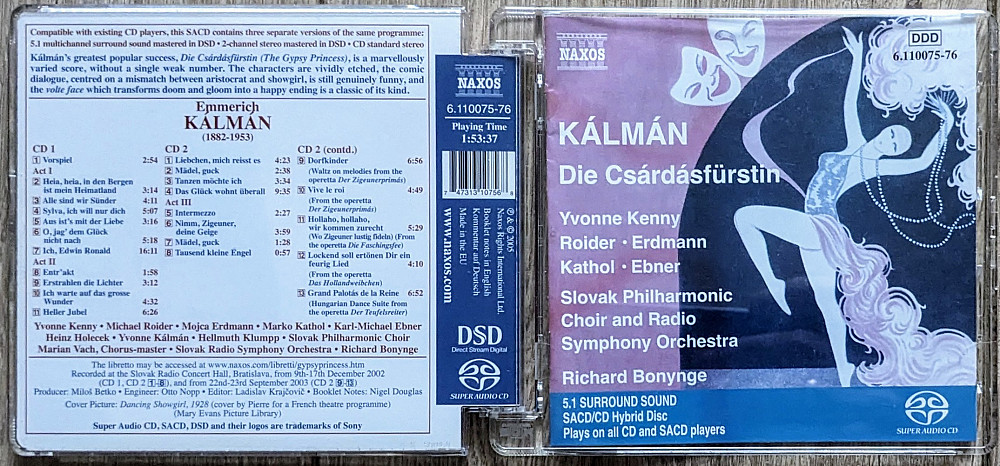 Compatible with existing CD players, this SACD contains three separate versions of the same programme:
5.1 multichannel surround sound mastered in DSD • 2-channel stereo mastered in DSD • CD standard stereo
Kálmán's greatest popular success, Die Csárdásfürstin (The Gypsy Princess), is a marvellously
varied score, without a single weak number. The characters are vividly etched, the comic
dialogue, centred on a mismatch between aristocrat and showgirl, is still genuinely funny, and
the volte face which transforms doom and gloom into a happy ending is a classic of its kind.
Emmerich
KÁLMÁN
(1882-1953)
CD 1
1 Vorspiel 2:54
Act I
2 Heia, heia, in den Bergen
ist mein Heimatland 3:14
3 Alle sind wir Sünder 4:11
4 Sylva, ich will nur dich 5:07
5 Aus ist's mit der Liebe 3:16
6 O, jag' dem Glück
nicht nach 5:18
7 Ich, Edwin Ronald 16:11
Act II
8 Entr'akt 1:58
9 Erstrahlen die Lichter 3:12
10 Ich warte auf das grosse
Wunder 4:32
11 Heller Jubel 6:26
CD 2
1 Liebchen, mich reisst es 4:23
2 Mädel, guck 2:38
3 Tanzen möchte ich 3:34
4 Das Glück wohnt überall 9:35
Act III
5 Intermezzo 2:27
6 Nimm, Zigeuner,
deine Geige 3:59
7 Mädel, guck 1:28
8 Tausend kleine Engel 0:57
CD 2 (contd.)
9 Dorfkinder 6:56
(Waltz on melodies from the
operetta Der Zigeunerprimás)
10 Vive le roi 4:49
(From the operetta
Der Zigeunerprimás)
11 Hollaho, hollaho, wir
wir kommen zurecht 5:29
(Wo Zigeuner lustig fideln) (From
the operetta Die Faschingsfee)
12 Lockend soll ertönen Dir ein
feurig Lied 4:10
(From the operetta
Das Hollandweibchen)
13 Grand Palotás de la Reine 6:52
(Hungarian Dance Suite from
the operetta Der Teufelsreiter)
Yvonne Kenny • Michael Roider • Mojca Erdmann • Marko Kathol • Karl-Michael Ebner
Heinz Holecek • Yvonne Kálmán • Hellmuth Klumpp • Slovak Philharmonic Choir
Marian Vach, Chorus-master • Slovak Radio Symphony Orchestra • Richard Bonynge
The libretto may be accessed at www.naxos.com/libretti/gypsyprincess.htm
Recorded at the Slovak Radio Concert Hall, Bratislava, from 9th-17th December 2002
(CD 1, CD 2 1-8), and from 22nd-23rd September 2003 (CD 2 9-13)
Producer: Miloš Betko • Engineer: Otto Nopp • Editor: Ladislav Krajčovič • Booklet Notes: Nigel Douglas
Cover Picture: Dancing Showgirl, 1928 (cover by Pierre for a French theatre programme)
(Mary Evans Picture Library)
Super Audio CD, SACD, DSD and their logos are trademarks of Sony
NAXOS
6.110075-76
Playing Time
1:53:37
7 47313 10756 8
℗ & © 2005
Naxos Rights International Ltd.
Booklet notes in English
Kommentar auf Deutsch
Made in the EU
www.naxos.com
DSD
Direct Stream Digital
SUPER AUDIO CD
NAXOS
DDD
6.110075-76
KÁLMÁN
Die Csárdásfürstin
Yvonne Kenny
Roider • Erdmann
Kathol • Ebner
Slovak Philharmonic
Choir and Radio
Symphony Orchestra
Richard Bonynge
5.1 SURROUND SOUND
SACD/CD Hybrid Disc
Plays on all CD and SACD players
SUPER AUDIO CD